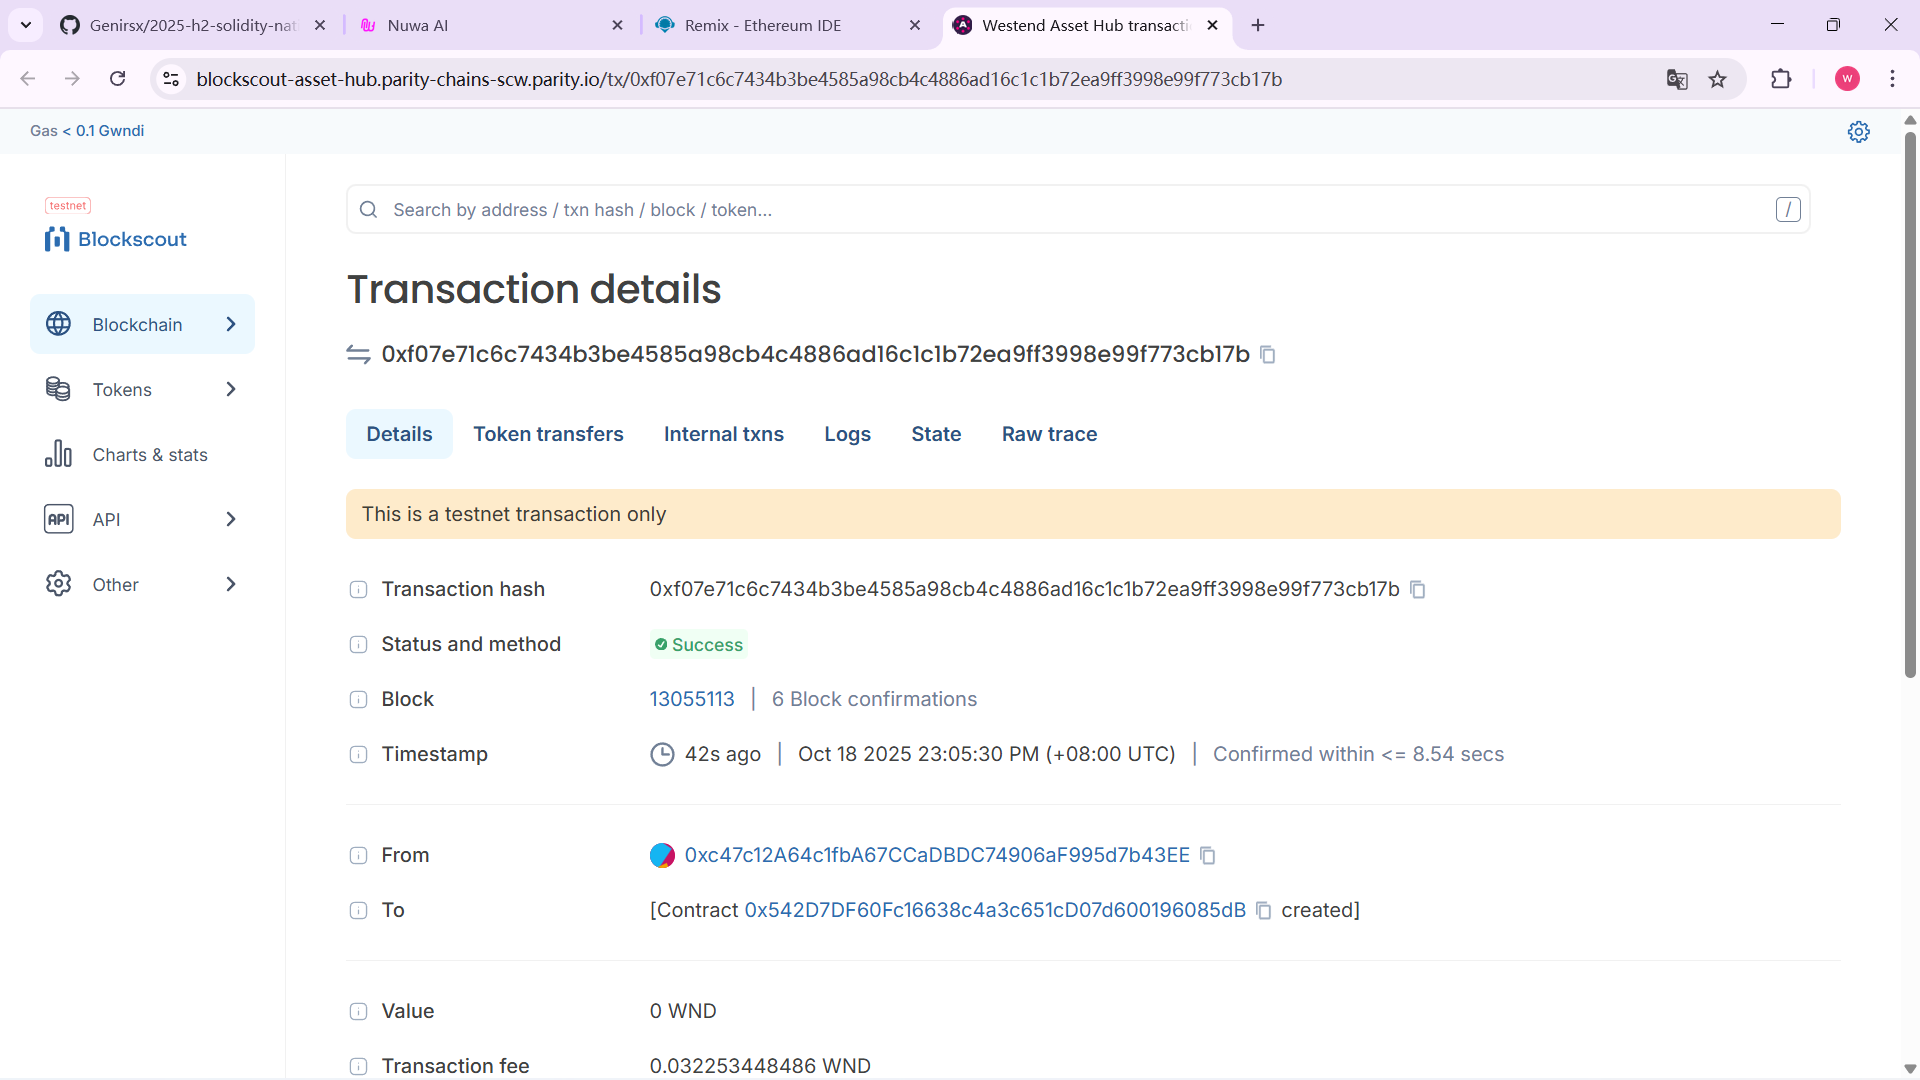 Genirsx/2025-h2-solidity-nat
Nuwa AI
Remix - Ethereum IDE
Westend Asset Hub transacti
blockscout-asset-hub.parity-chains-scw.parity.io/tx/0xf07e71c6c7434b3be4585a98cb4c4886ad16c1c1b72ea9ff3998e99f773cb17b
W
Gas < 0.1 Gwndi
testnet
Blockscout
Search by address / txn hash / block / token...
/
Blockchain
Tokens
Charts & stats
API
API
Other
Transaction details
0xf07e71c6c7434b3be4585a98cb4c4886ad16c1c1b72ea9ff3998e99f773cb17b
Details
Token transfers
Internal txns
Logs
State
Raw trace
This is a testnet transaction only
Transaction hash
0xf07e71c6c7434b3be4585a98cb4c4886ad16c1c1b72ea9ff3998e99f773cb17b
Status and method
Success
Block
13055113 | 6 Block confirmations
Timestamp
42s ago | Oct 18 2025 23:05:30 PM (+08:00 UTC) | Confirmed within <= 8.54 secs
From
0xc47c12A64c1fbA67CCaDBDC74906aF995d7b43EE
To
[Contract 0x542D7DF60Fc16638c4a3c651cD07d600196085dB created]
Value
0 WND
Transaction fee
0.032253448486 WND